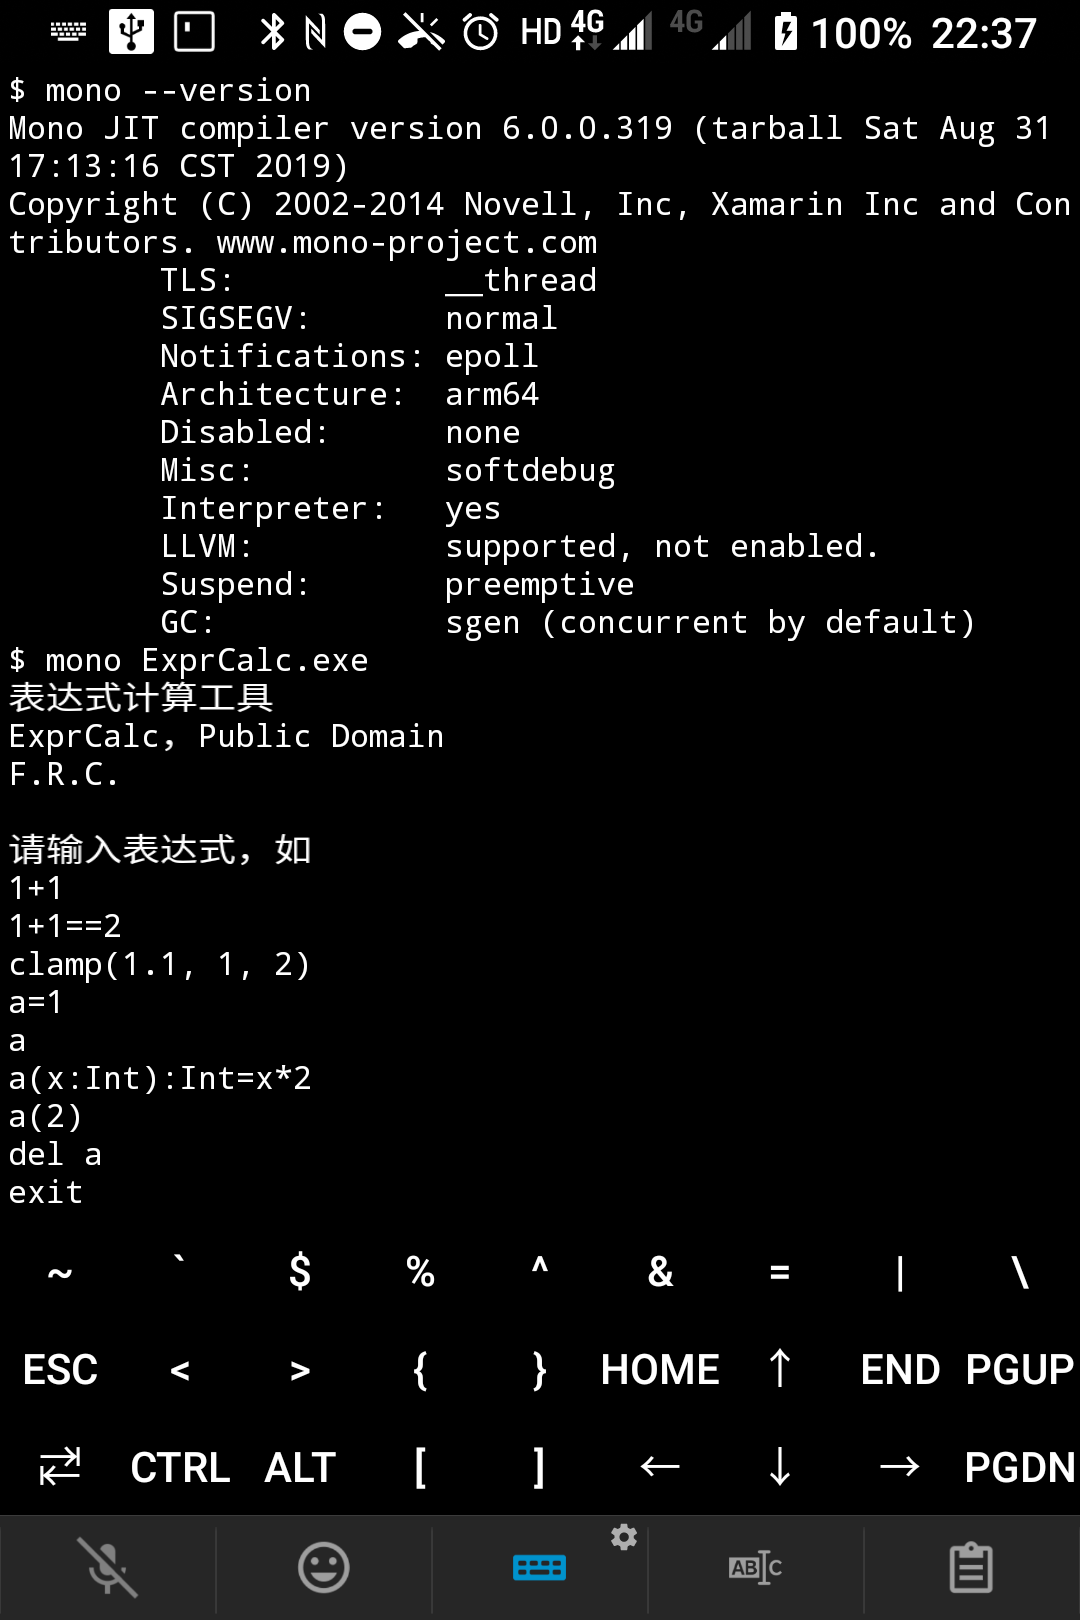 HD 4G 4G 100% 22:37
$ mono --version
Mono JIT compiler version 6.0.0.319 (tarball Sat Aug 31
17:13:16 CST 2019)
Copyright (C) 2002-2014 Novell, Inc, Xamarin Inc and Con
tributors. www.mono-project.com
        TLS:           __thread
        SIGSEGV:       normal
        Notifications: epoll
        Architecture:  arm64
        Disabled:      none
        Misc:          softdebug
        Interpreter:   yes
        LLVM:          supported, not enabled.
        Suspend:       preemptive
        GC:            sgen (concurrent by default)
$ mono ExprCalc.exe
表达式计算工具
ExprCalc, Public Domain
F.R.C.
请输入表达式，如
1+1
1+1==2
clamp(1.1, 1, 2)
a=1
a
a(x:Int):Int=x*2
a(2)
del a
exit
~ ` $ % ^ & = | \
ESC < > { } HOME ↑ END PGUP
CTRL ALT [ ] ← ↓ → PGDN
ABC